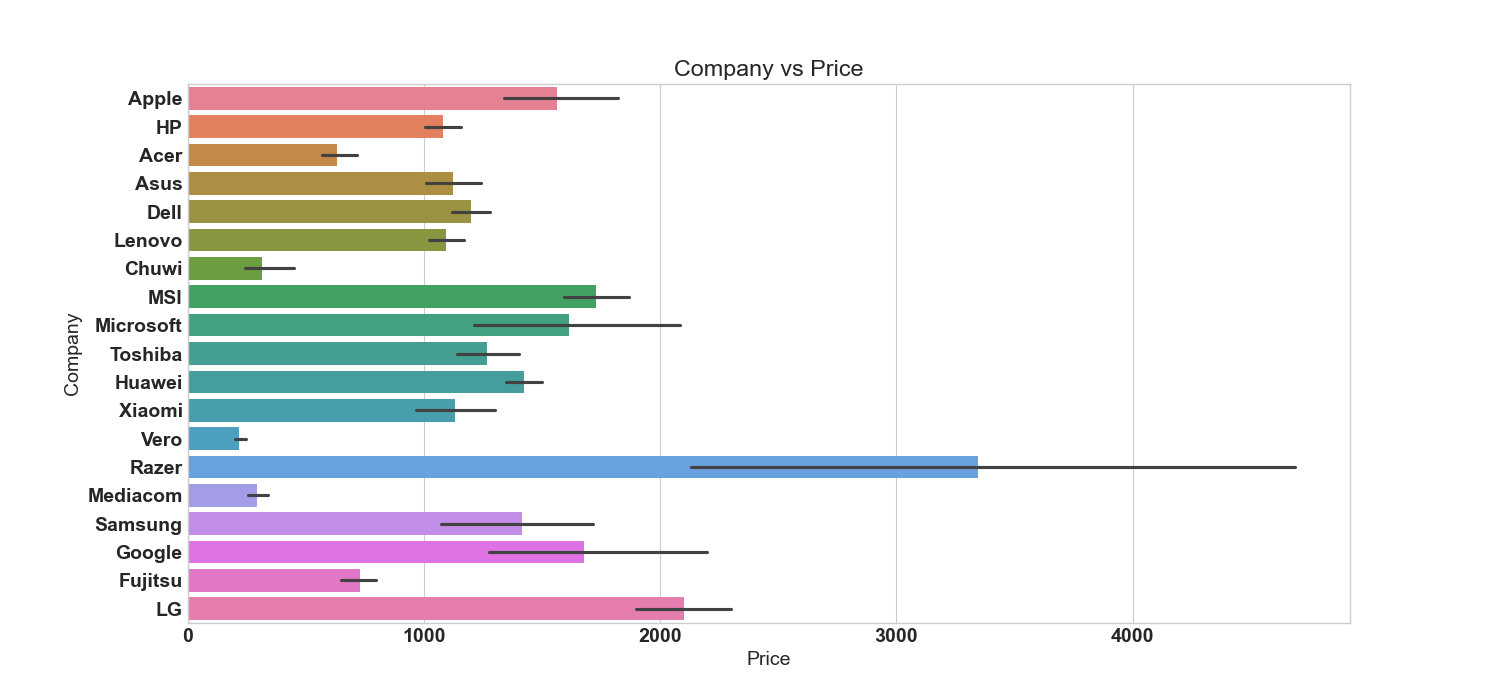 Company vs Price
Company
Apple
HP
Acer
Asus
Dell
Lenovo
Chuwi
MSI
Microsoft
Toshiba
Huawei
Xiaomi
Vero
Razer
Mediacom
Samsung
Google
Fujitsu
LG
0 1000 2000 3000 4000
Price